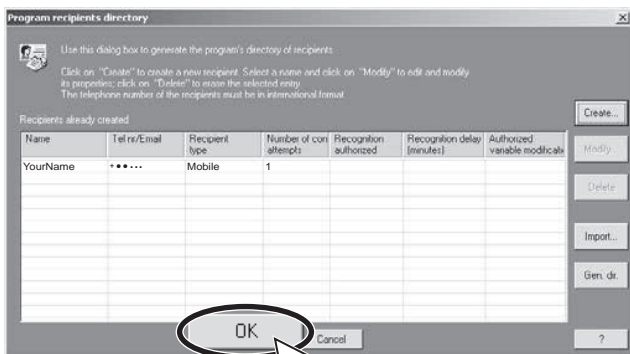 Program recipients directory
Use this dialog box to generate the program's directory of recipients
Click on "Create" to create a new recipient. Select a name and click on "Modify" to edit and modify
its properties; click on "Delete" to erase the selected entry
The telephone number of the recipients must be in international format
Recipients already created
Create...
Name Tel nr/Email Recipient type Number of con attempts Recognition authorized Recognition delay (minutes) Authorized variable modificati
Modify
YourName +••··· Mobile 1
Delete
Import...
Gen. dir.
OK Cancel ?